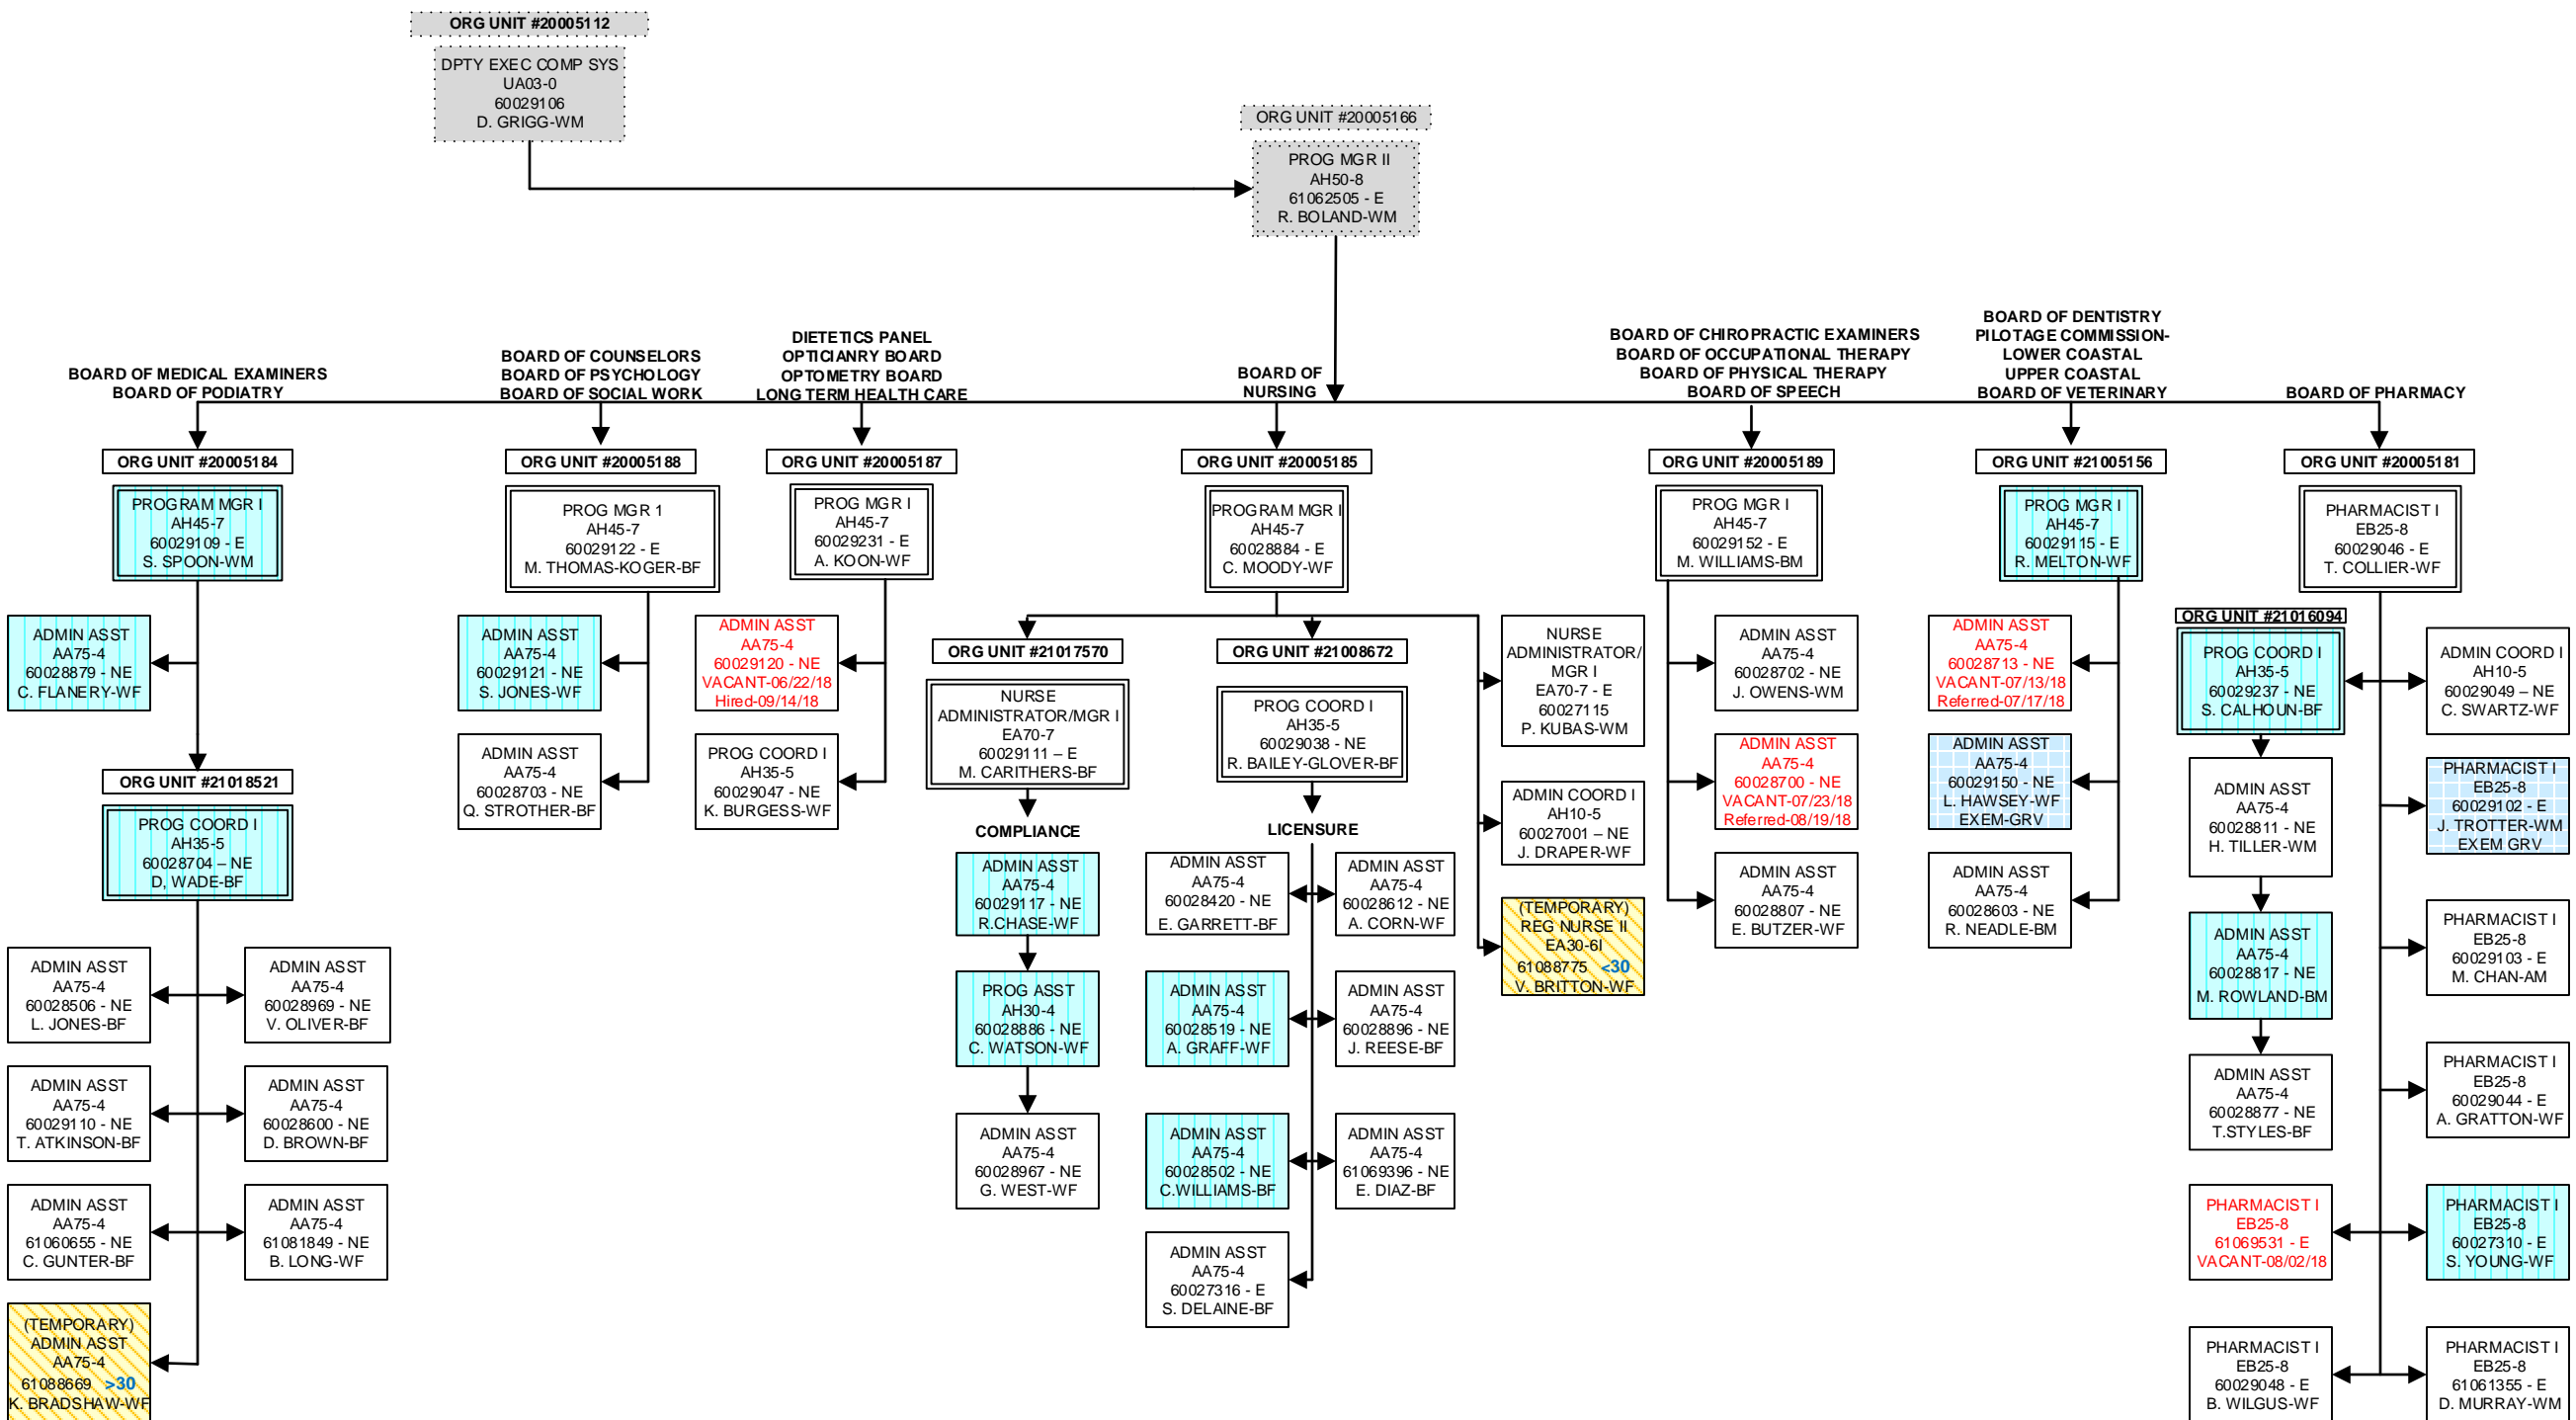 ORG UNIT #20005112
DPTY EXEC COMP SYS
UA03-0
60029106
D. GRIGG-WM
ORG UNIT #20005166
PROG MGR II
AH50-8
61062505 - E
R. BOLAND-WM
BOARD OF MEDICAL EXAMINERS
BOARD OF PODIATRY
BOARD OF COUNSELORS
BOARD OF PSYCHOLOGY
BOARD OF SOCIAL WORK
DIETETICS PANEL
OPTICIANRY BOARD
OPTOMETRY BOARD
LONG TERM HEALTH CARE
BOARD OF
NURSING
BOARD OF CHIROPRACTIC EXAMINERS
BOARD OF OCCUPATIONAL THERAPY
BOARD OF PHYSICAL THERAPY
BOARD OF SPEECH
BOARD OF DENTISTRY
PILOTAGE COMMISSION-
LOWER COASTAL
UPPER COASTAL
BOARD OF VETERINARY
BOARD OF PHARMACY
ORG UNIT #20005184
PROGRAM MGR I
AH45-7
60029109 - E
S. SPOON-WM
ADMIN ASST
AA75-4
60028879 - NE
C. FLANERY-WF
ORG UNIT #21018521
PROG COORD I
AH35-5
60028704 – NE
D, WADE-BF
ADMIN ASST
AA75-4
60028506 - NE
L. JONES-BF
ADMIN ASST
AA75-4
60028969 - NE
V. OLIVER-BF
ADMIN ASST
AA75-4
60029110 - NE
T. ATKINSON-BF
ADMIN ASST
AA75-4
60028600 - NE
D. BROWN-BF
ADMIN ASST
AA75-4
61060655 - NE
C. GUNTER-BF
ADMIN ASST
AA75-4
61081849 - NE
B. LONG-WF
(TEMPORARY)
ADMIN ASST
AA75-4
61088669 >30
K. BRADSHAW-WF
ORG UNIT #20005188
PROG MGR 1
AH45-7
60029122 - E
M. THOMAS-KOGER-BF
ADMIN ASST
AA75-4
60029121 - NE
S. JONES-WF
ADMIN ASST
AA75-4
60028703 - NE
Q. STROTHER-BF
ORG UNIT #20005187
PROG MGR I
AH45-7
60029231 - E
A. KOON-WF
ADMIN ASST
AA75-4
60029120 - NE
VACANT-06/22/18
Hired-09/14/18
PROG COORD I
AH35-5
60029047 - NE
K. BURGESS-WF
ORG UNIT #20005185
PROGRAM MGR I
AH45-7
60028884 - E
C. MOODY-WF
ORG UNIT #21017570
NURSE
ADMINISTRATOR/MGR I
EA70-7
60029111 – E
M. CARITHERS-BF
COMPLIANCE
ADMIN ASST
AA75-4
60029117 - NE
R.CHASE-WF
PROG ASST
AH30-4
60028886 - NE
C. WATSON-WF
ADMIN ASST
AA75-4
60028967 - NE
G. WEST-WF
ORG UNIT #21008672
PROG COORD I
AH35-5
60029038 - NE
R. BAILEY-GLOVER-BF
LICENSURE
ADMIN ASST
AA75-4
60028420 - NE
E. GARRETT-BF
ADMIN ASST
AA75-4
60028612 - NE
A. CORN-WF
ADMIN ASST
AA75-4
60028519 - NE
A. GRAFF-WF
ADMIN ASST
AA75-4
60028896 - NE
J. REESE-BF
ADMIN ASST
AA75-4
60028502 - NE
C.WILLIAMS-BF
ADMIN ASST
AA75-4
61069396 - NE
E. DIAZ-BF
ADMIN ASST
AA75-4
60027316 - E
S. DELAINE-BF
NURSE
ADMINISTRATOR/
MGR I
EA70-7 - E
60027115
P. KUBAS-WM
ADMIN COORD I
AH10-5
60027001 – NE
J. DRAPER-WF
(TEMPORARY)
REG NURSE II
EA30-6I
61088775 <30
V. BRITTON-WF
ORG UNIT #20005189
PROG MGR I
AH45-7
60029152 - E
M. WILLIAMS-BM
ADMIN ASST
AA75-4
60028702 - NE
J. OWENS-WM
ADMIN ASST
AA75-4
60028700 - NE
VACANT-07/23/18
Referred-08/19/18
ADMIN ASST
AA75-4
60028807 - NE
E. BUTZER-WF
ORG UNIT #21005156
PROG MGR I
AH45-7
60029115 - E
R. MELTON-WF
ADMIN ASST
AA75-4
60028713 - NE
VACANT-07/13/18
Referred-07/17/18
ADMIN ASST
AA75-4
60029150 - NE
L. HAWSEY-WF
EXEM-GRV
ADMIN ASST
AA75-4
60028603 - NE
R. NEADLE-BM
ORG UNIT #20005181
PHARMACIST I
EB25-8
60029046 - E
T. COLLIER-WF
ORG UNIT #21016094
PROG COORD I
AH35-5
60029237 - NE
S. CALHOUN-BF
ADMIN COORD I
AH10-5
60029049 – NE
C. SWARTZ-WF
ADMIN ASST
AA75-4
60028811 - NE
H. TILLER-WM
PHARMACIST I
EB25-8
60029102 - E
J. TROTTER-WM
EXEM GRV
ADMIN ASST
AA75-4
60028817 - NE
M. ROWLAND-BM
PHARMACIST I
EB25-8
60029103 - E
M. CHAN-AM
ADMIN ASST
AA75-4
60028877 - NE
T.STYLES-BF
PHARMACIST I
EB25-8
60029044 - E
A. GRATTON-WF
PHARMACIST I
EB25-8
61069531 - E
VACANT-08/02/18
PHARMACIST I
EB25-8
60027310 - E
S. YOUNG-WF
PHARMACIST I
EB25-8
60029048 - E
B. WILGUS-WF
PHARMACIST I
EB25-8
61061355 - E
D. MURRAY-WM